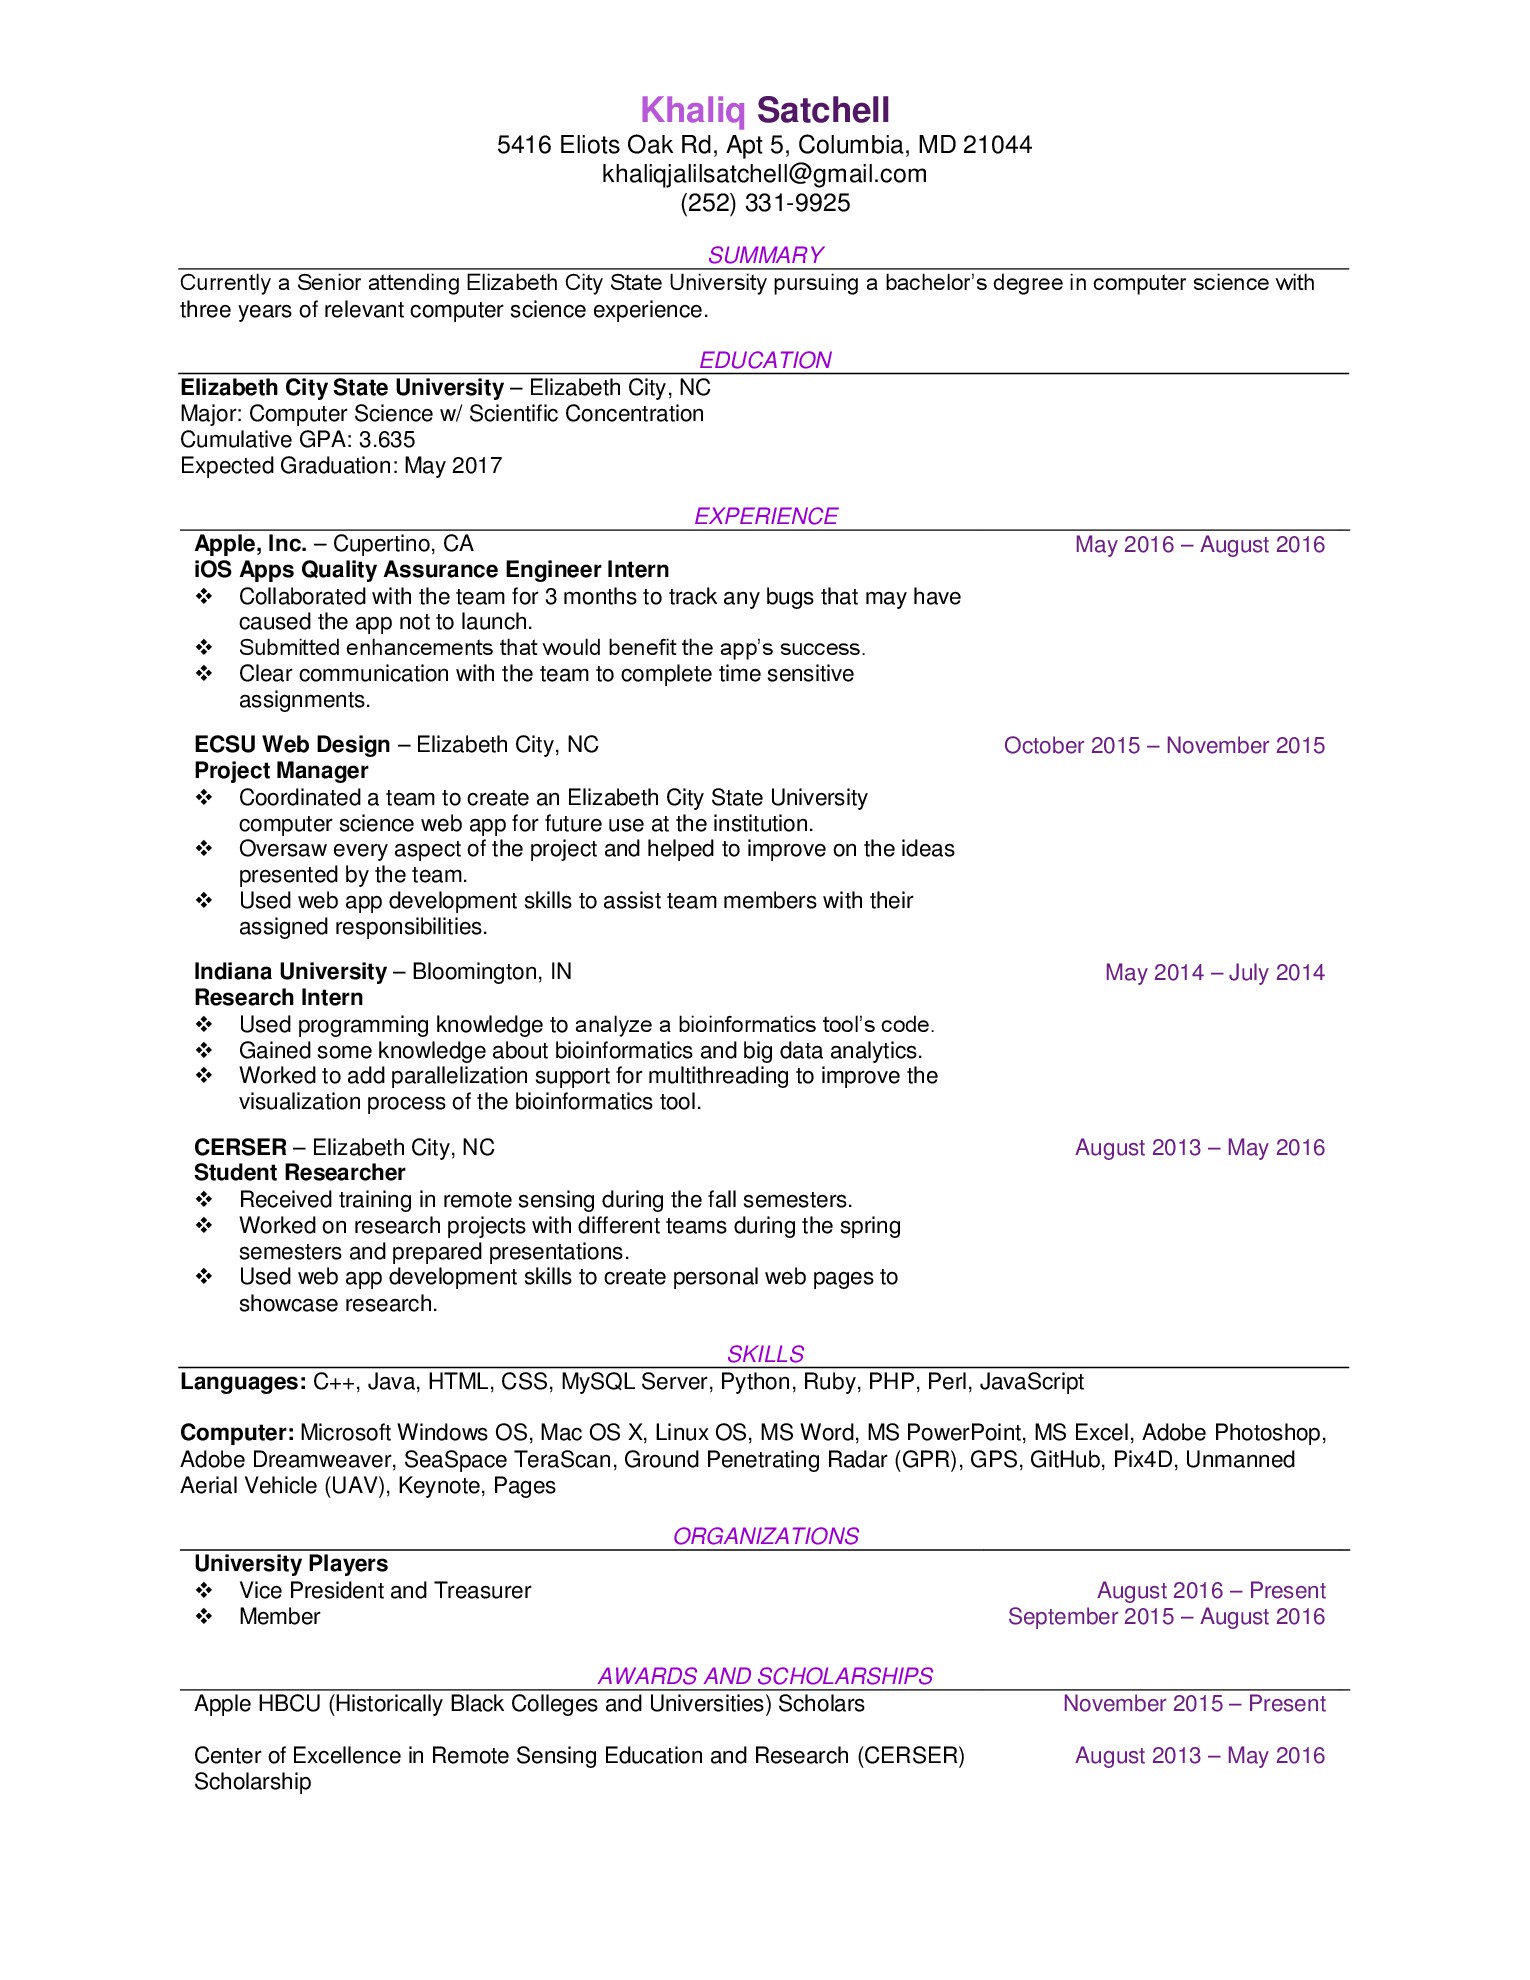 Khaliq Satchell
5416 Eliots Oak Rd, Apt 5, Columbia, MD 21044
khaliqjalilsatchell@gmail.com
(252) 331-9925
SUMMARY
Currently a Senior attending Elizabeth City State University pursuing a bachelor's degree in computer science with
three years of relevant computer science experience.
EDUCATION
Elizabeth City State University – Elizabeth City, NC
Major: Computer Science w/ Scientific Concentration
Cumulative GPA: 3.635
Expected Graduation: May 2017
EXPERIENCE
Apple, Inc. – Cupertino, CA May 2016 – August 2016
iOS Apps Quality Assurance Engineer Intern
❖ Collaborated with the team for 3 months to track any bugs that may have
caused the app not to launch.
❖ Submitted enhancements that would benefit the app's success.
❖ Clear communication with the team to complete time sensitive
assignments.
ECSU Web Design – Elizabeth City, NC October 2015 – November 2015
Project Manager
❖ Coordinated a team to create an Elizabeth City State University
computer science web app for future use at the institution.
❖ Oversaw every aspect of the project and helped to improve on the ideas
presented by the team.
❖ Used web app development skills to assist team members with their
assigned responsibilities.
Indiana University – Bloomington, IN May 2014 – July 2014
Research Intern
❖ Used programming knowledge to analyze a bioinformatics tool's code.
❖ Gained some knowledge about bioinformatics and big data analytics.
❖ Worked to add parallelization support for multithreading to improve the
visualization process of the bioinformatics tool.
CERSER – Elizabeth City, NC August 2013 – May 2016
Student Researcher
❖ Received training in remote sensing during the fall semesters.
❖ Worked on research projects with different teams during the spring
semesters and prepared presentations.
❖ Used web app development skills to create personal web pages to
showcase research.
SKILLS
Languages: C++, Java, HTML, CSS, MySQL Server, Python, Ruby, PHP, Perl, JavaScript
Computer: Microsoft Windows OS, Mac OS X, Linux OS, MS Word, MS PowerPoint, MS Excel, Adobe Photoshop,
Adobe Dreamweaver, SeaSpace TeraScan, Ground Penetrating Radar (GPR), GPS, GitHub, Pix4D, Unmanned
Aerial Vehicle (UAV), Keynote, Pages
ORGANIZATIONS
University Players
❖ Vice President and Treasurer August 2016 – Present
❖ Member September 2015 – August 2016
AWARDS AND SCHOLARSHIPS
Apple HBCU (Historically Black Colleges and Universities) Scholars November 2015 – Present
Center of Excellence in Remote Sensing Education and Research (CERSER) August 2013 – May 2016
Scholarship